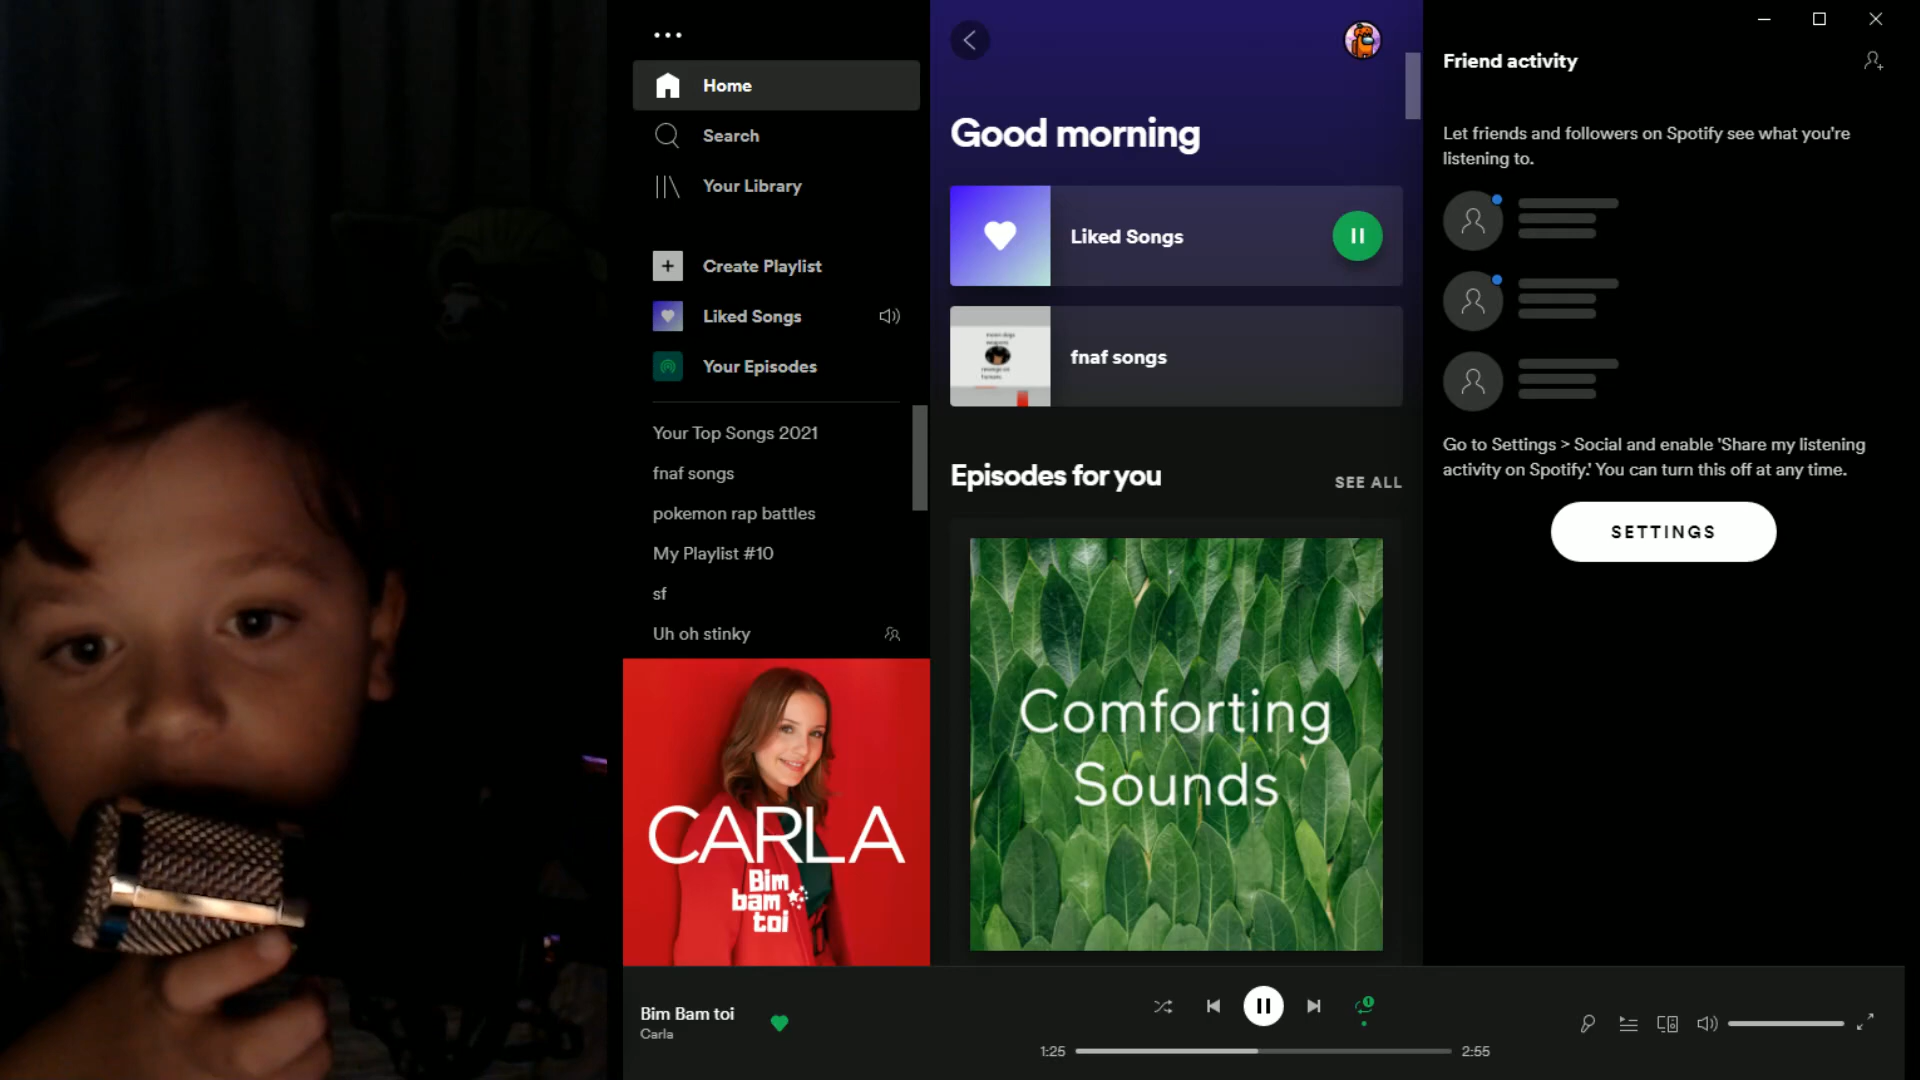 Home
Search
Your Library
Create Playlist
Liked Songs
Your Episodes
Your Top Songs 2021
fnaf songs
pokemon rap battles
My Playlist #10
sf
Uh oh stinky
CARLA
Bim
bam
toi
Good morning
Liked Songs
fnaf songs
Episodes for you
SEE ALL
Comforting
Sounds
Friend activity
Let friends and followers on Spotify see what you're
listening to.
Go to Settings > Social and enable 'Share my listening
activity on Spotify.' You can turn this off at any time.
SETTINGS
Bim Bam toi
Carla
1
1:25
2:55